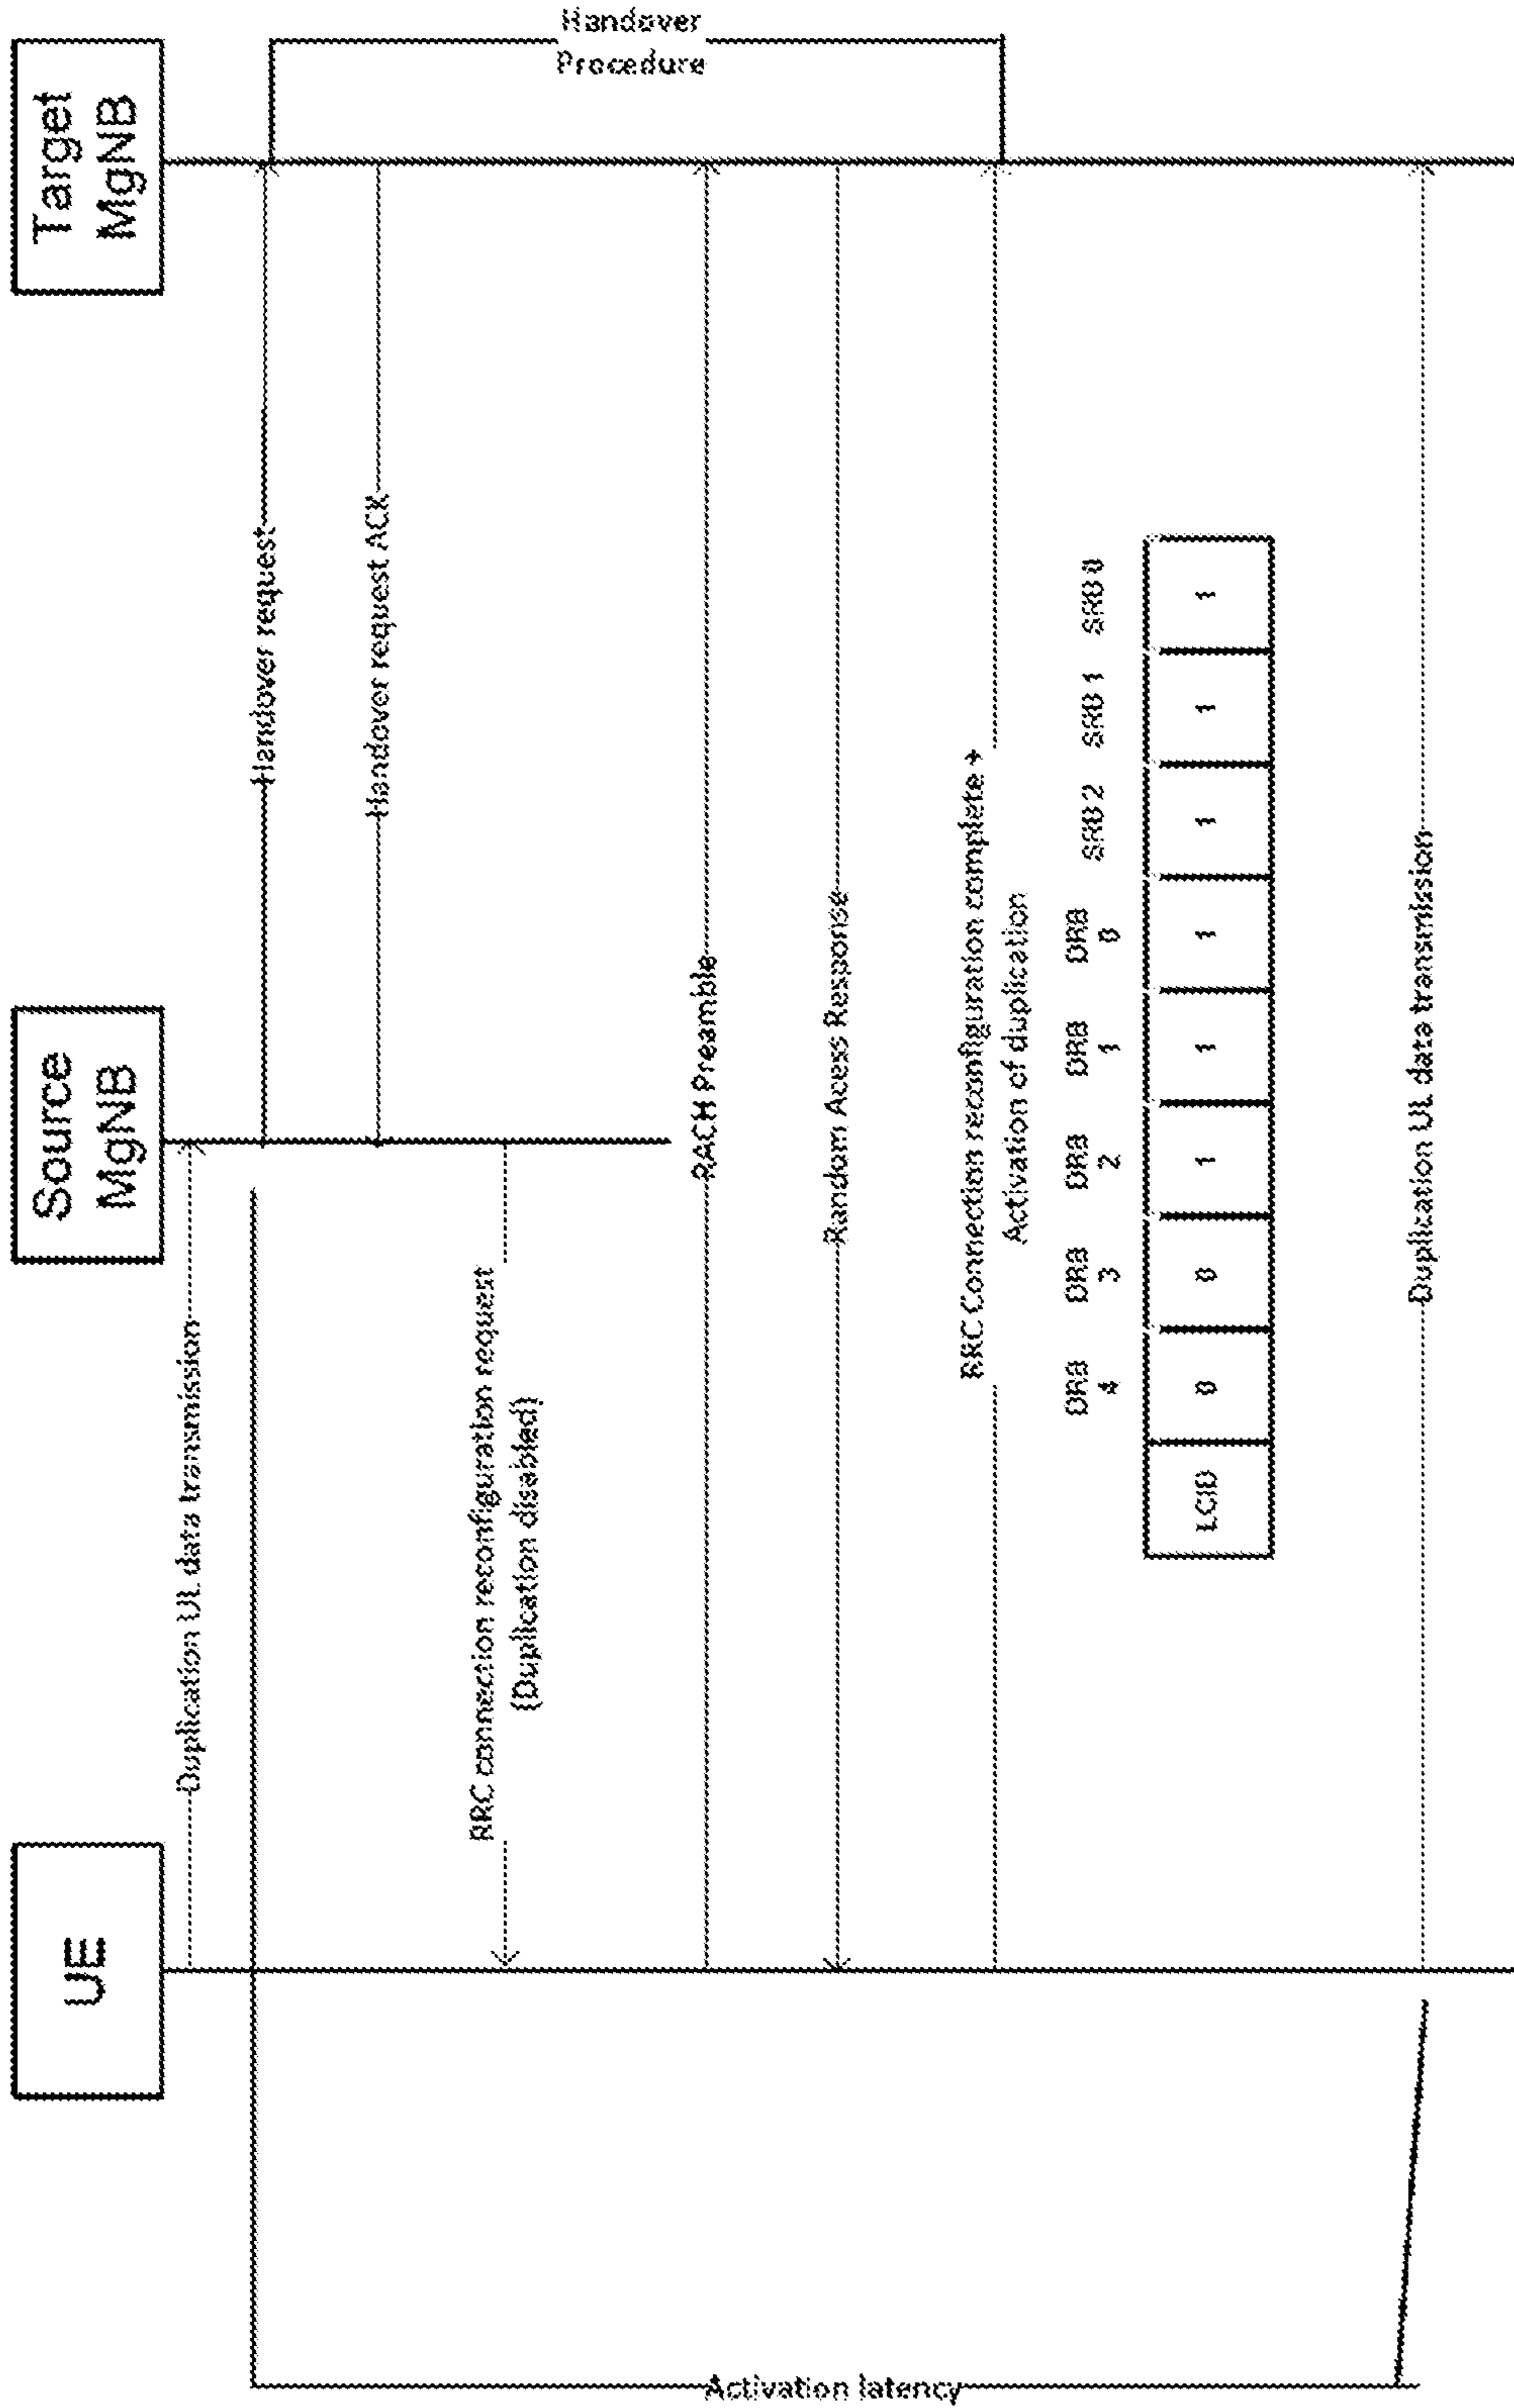 UE
Source
MgNB
Target
MgNB
Duplication UL data transmission
Handover request
Handover request ACK
RRC connection reconfiguration request
(Duplication disabled)
RACH Preamble
Random Acess Response
RRC Connection reconfiguration complete +
Activation of duplication
DRB
4
DRB
3
DRB
2
DRB
1
DRB
0
SRB 2
SRB 1
SRB 0
LCID
0
0
1
1
1
1
1
1
Duplication UL data transmission
Handover
Procedure
Activation latency